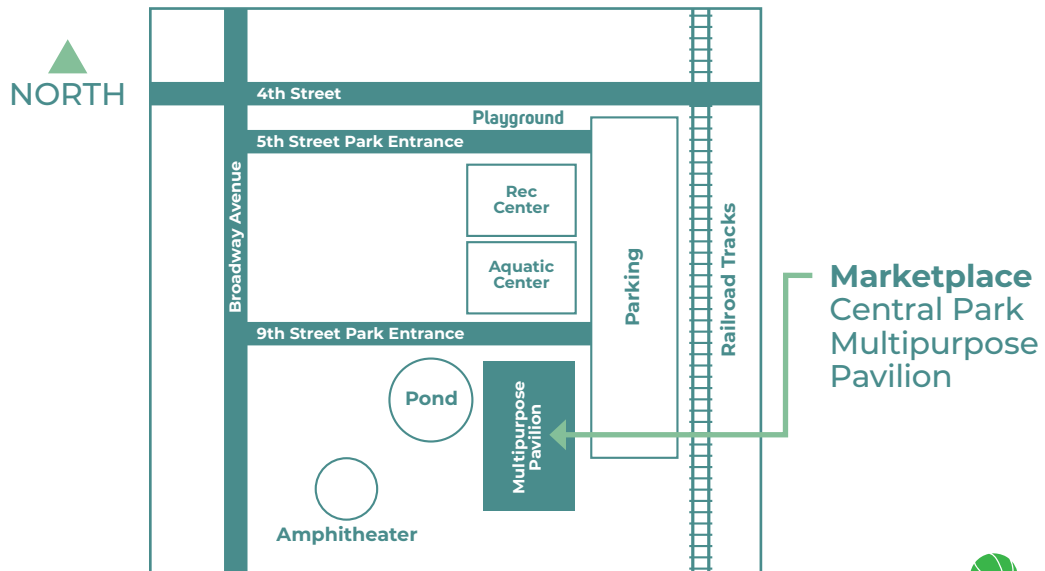 NORTH
4th Street
Playground
5th Street Park Entrance
Broadway Avenue
Rec
Center
Aquatic
Center
Parking
Railroad Tracks
Marketplace
Central Park
Multipurpose
Pavilion
9th Street Park Entrance
Pond
Multipurpose
Pavilion
Amphitheater